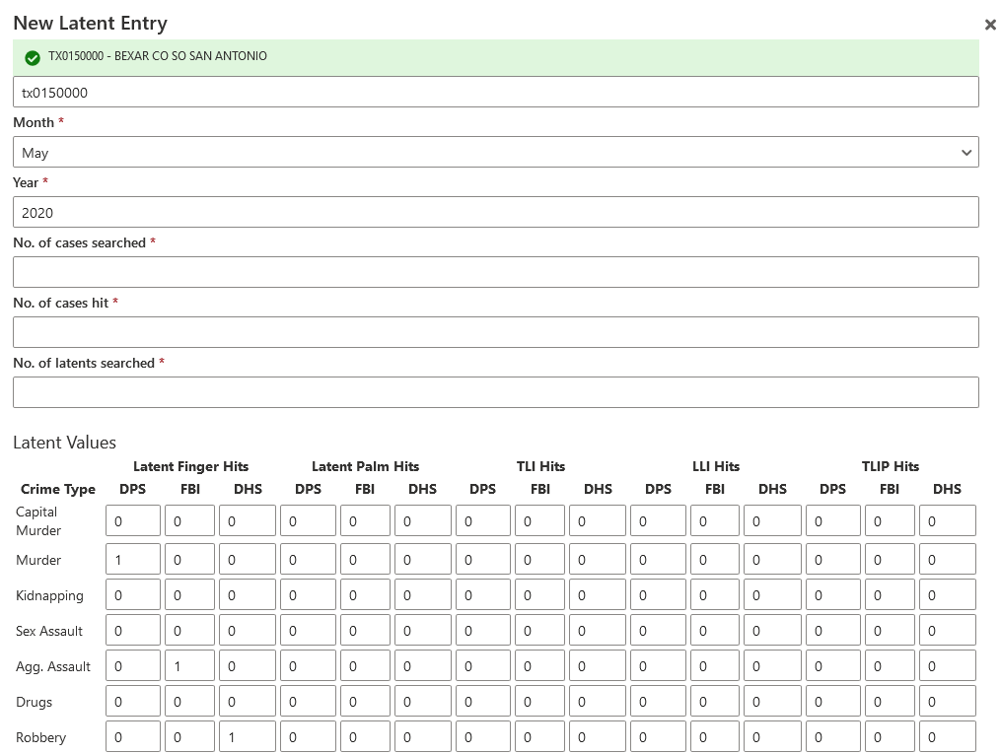 New Latent Entry
TX0150000 - BEXAR CO SO SAN ANTONIO
tx0150000
Month *
May
Year *
2020
No. of cases searched *
No. of cases hit *
No. of latents searched *
Latent Values
Latent Finger Hits Latent Palm Hits TLI Hits LLI Hits TLIP Hits
Crime Type DPS FBI DHS DPS FBI DHS DPS FBI DHS DPS FBI DHS DPS FBI DHS
Capital
Murder 0 0 0 0 0 0 0 0 0 0 0 0 0 0 0
Murder 1 0 0 0 0 0 0 0 0 0 0 0 0 0 0
Kidnapping 0 0 0 0 0 0 0 0 0 0 0 0 0 0 0
Sex Assault 0 0 0 0 0 0 0 0 0 0 0 0 0 0 0
Agg. Assault 0 1 0 0 0 0 0 0 0 0 0 0 0 0 0
Drugs 0 0 0 0 0 0 0 0 0 0 0 0 0 0 0
Robbery 0 0 1 0 0 0 0 0 0 0 0 0 0 0 0